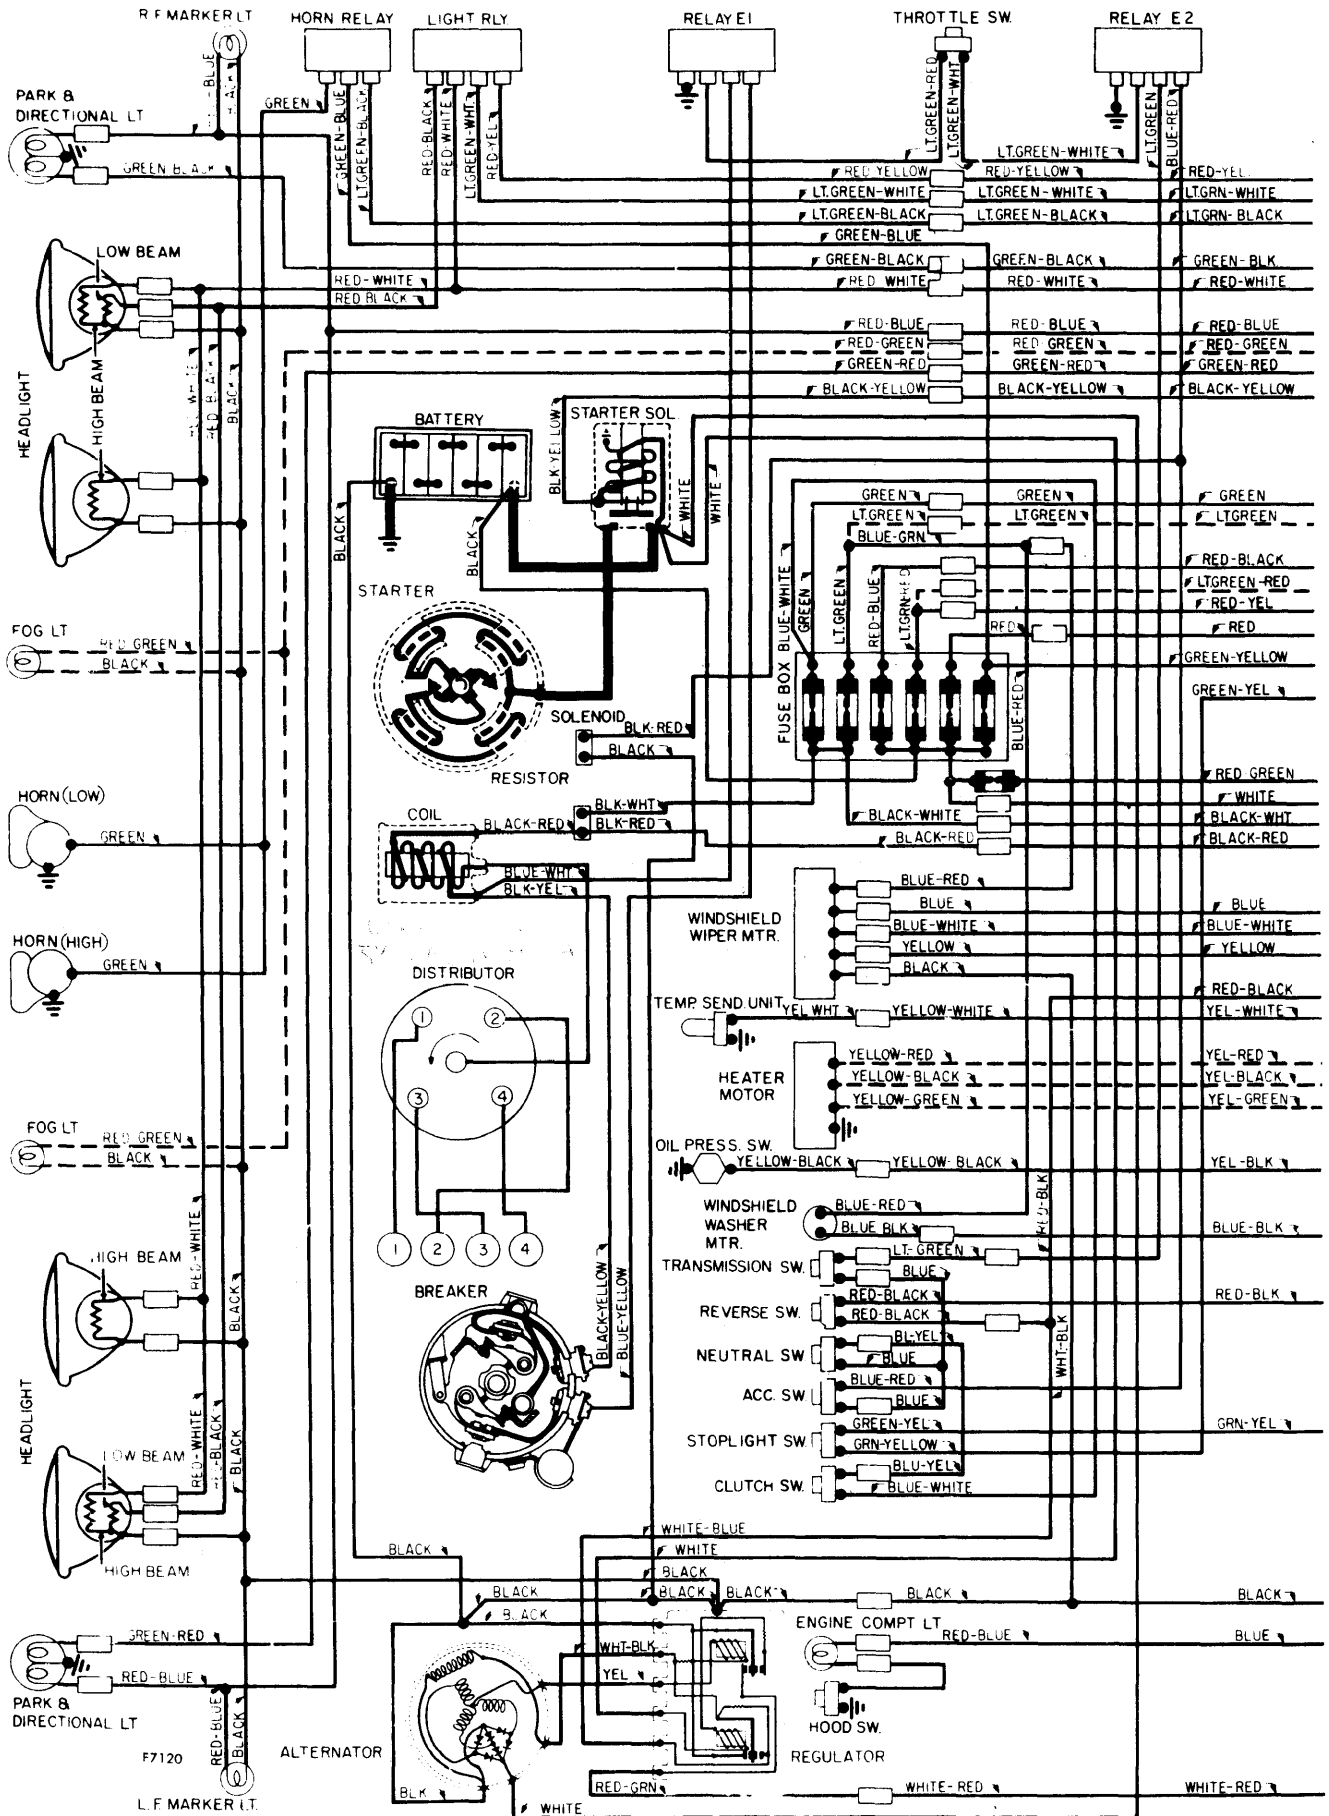 R.F. MARKER LT
HORN RELAY
LIGHT RLY.
RELAY E1
THROTTLE SW.
RELAY E2
PARK &
DIRECTIONAL LT
BLUE
BLACK
GREEN
GREEN-BLUE
LT.GREEN-BLACK
RED-BLACK
RED-WHITE
LT.GREEN-WHT.
RED-YEL
LT.GREEN-RED
LT.GREEN-WHT
LT.GREEN
BLUE-RED
LT.GREEN-WHITE
GREEN BLACK
RED YELLOW
RED-YELLOW
RED-YEL.
LT.GREEN-WHITE
LT.GREEN-WHITE
LT.GRN-WHITE
LT.GREEN-BLACK
LT.GREEN-BLACK
LT.GRN-BLACK
GREEN-BLUE
LOW BEAM
GREEN-BLACK
GREEN-BLACK
GREEN-BLK.
RED-WHITE
RED WHITE
RED-WHITE
RED-WHITE
RED BLACK
RED-BLUE
RED-BLUE
RED-BLUE
RED-GREEN
RED GREEN
RED-GREEN
GREEN-RED
GREEN-RED
GREEN-RED
BLACK-YELLOW
BLACK-YELLOW
BLACK-YELLOW
HEADLIGHT
HIGH BEAM
RED BLACK
BLACK
BATTERY
STARTER SOL.
BLK-YELLOW
WHITE
WHITE
BLACK
BLACK
GREEN
GREEN
GREEN
LT.GREEN
LT.GREEN
LT.GREEN
BLUE-GRN
RED-BLACK
LT.GREEN-RED
RED-YEL
RED
RED
GREEN-YELLOW
GREEN-YEL
BLUE-WHITE
GREEN
LT.GREEN
RED-BLUE
LT.GRN-RED
BLUE-RED
FUSE BOX
STARTER
FOG LT
RED GREEN
BLACK
SOLENOID
BLK-RED
BLACK
RESISTOR
RED GREEN
WHITE
BLACK-WHITE
BLACK-WHT
BLACK-RED
BLACK-RED
HORN (LOW)
GREEN
COIL
BLK-WHT
BLACK-RED
BLK-RED
BLUE-WHT
BLK-YEL
WINDSHIELD
WIPER MTR.
BLUE-RED
BLUE
BLUE
BLUE-WHITE
BLUE-WHITE
YELLOW
YELLOW
BLACK
RED-BLACK
HORN (HIGH)
GREEN
DISTRIBUTOR
1
2
3
4
TEMP. SEND. UNIT
YEL WHT
YELLOW-WHITE
YEL-WHITE
HEATER
MOTOR
YELLOW-RED
YEL-RED
YELLOW-BLACK
YEL-BLACK
YELLOW-GREEN
YEL-GREEN
FOG LT
RED GREEN
BLACK
OIL PRESS. SW.
YELLOW-BLACK
YELLOW-BLACK
YEL-BLK
RED-BLK
WINDSHIELD
WASHER
MTR.
BLUE-RED
BLUE BLK
BLUE-BLK
1
2
3
4
TRANSMISSION SW.
LT-GREEN
BLUE
HIGH BEAM
RED-WHITE
BLACK
BREAKER
BLACK-YELLOW
BLUE-YELLOW
REVERSE SW.
RED-BLACK
RED-BLACK
RED-BLK
NEUTRAL SW
BL-YEL
BLUE
WHT-BLK
ACC. SW.
BLUE-RED
BLUE
STOPLIGHT SW.
GREEN-YEL
GRN-YELLOW
GRN-YEL
CLUTCH SW.
BLU-YEL
BLUE-WHITE
HEADLIGHT
LOW BEAM
RED-WHITE
RED-BLACK
BLACK
HIGH BEAM
WHITE-BLUE
WHITE
BLACK
BLACK
BLACK
BLACK
BLACK
BLACK
BLACK
BLACK
GREEN-RED
RED-BLUE
PARK &
DIRECTIONAL LT
RED-BLUE
BLACK
WHT-BLK
YEL
ENGINE COMPT LT
RED-BLUE
BLUE
HOOD SW.
REGULATOR
ALTERNATOR
F7120
BLK
RED-GRN
WHITE-RED
WHITE-RED
WHITE
L.F. MARKER LT.